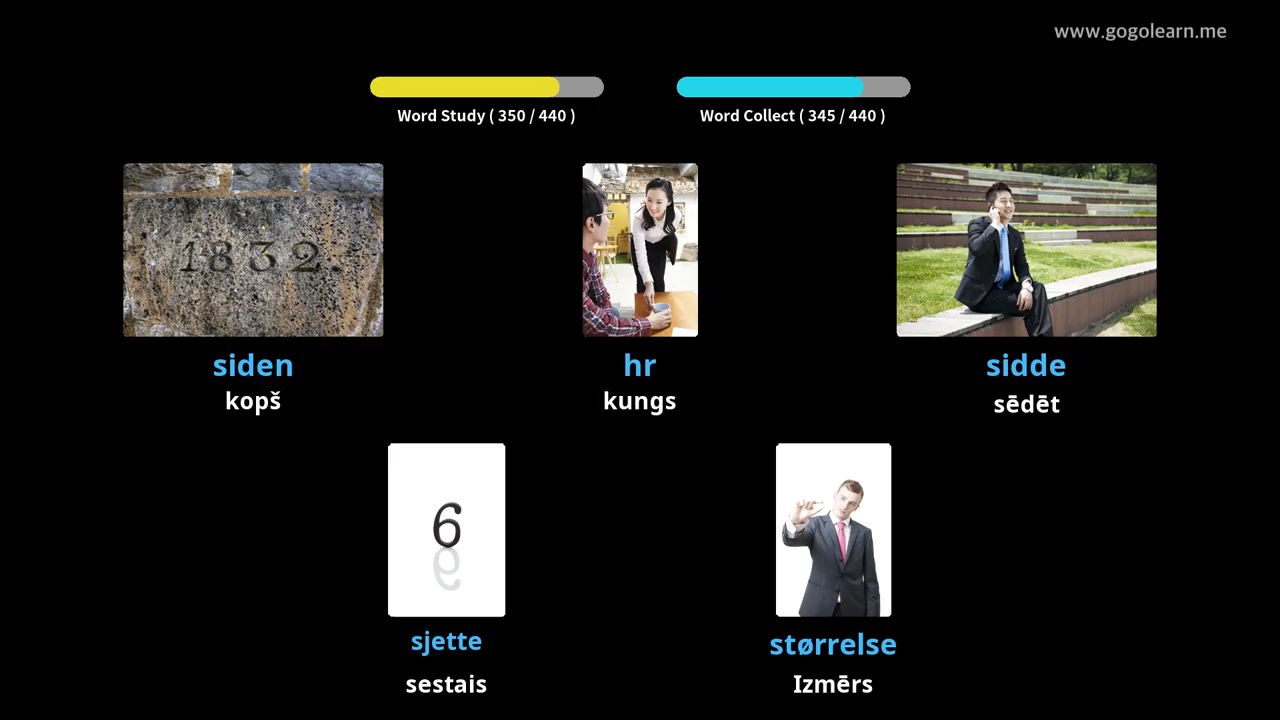 www.gogolearn.me
Word Study ( 350 / 440 )
Word Collect ( 345 / 440 )
1832.
siden
kopš
hr
kungs
sidde
sēdēt
6
sjette
sestais
størrelse
Izmērs